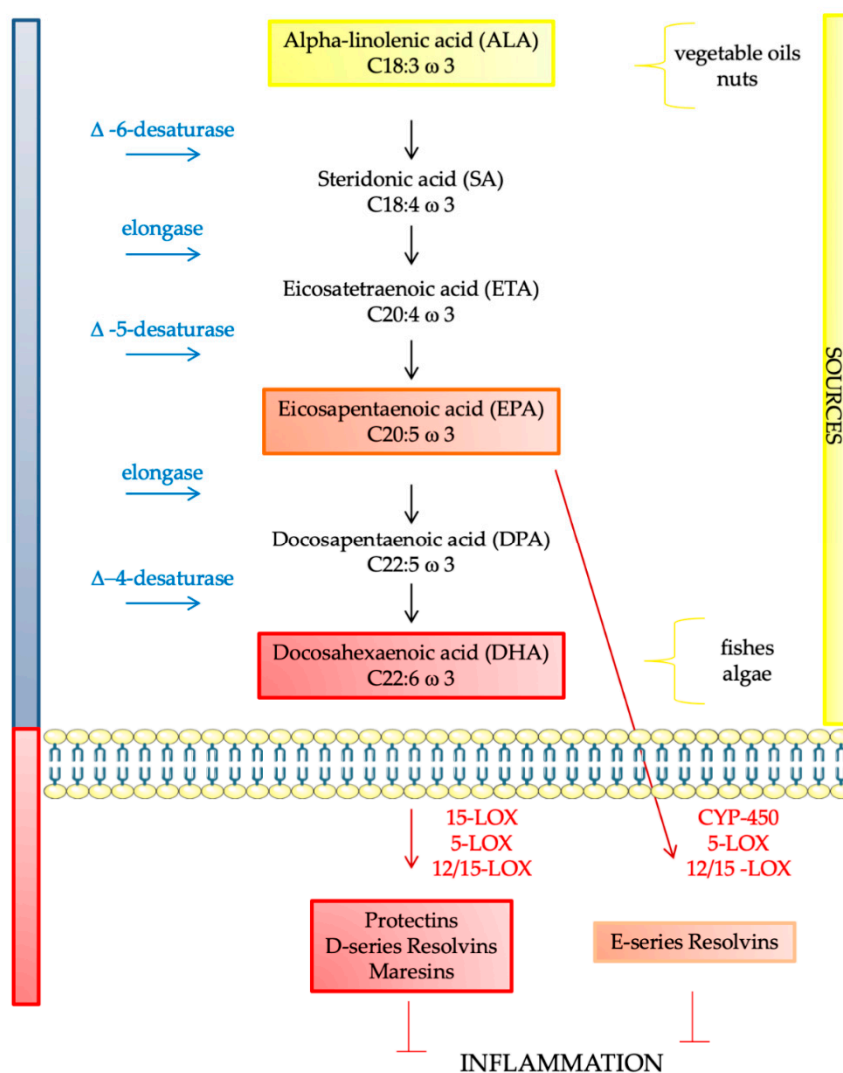 Alpha-linolenic acid (ALA)
C18:3 ω 3
vegetable oils
nuts
Δ -6-desaturase
Steridonic acid (SA)
C18:4 ω 3
elongase
Eicosatetraenoic acid (ETA)
C20:4 ω 3
Δ -5-desaturase
SOURCES
Eicosapentaenoic acid (EPA)
C20:5 ω 3
elongase
Docosapentaenoic acid (DPA)
C22:5 ω 3
Δ–4-desaturase
Docosahexaenoic acid (DHA)
C22:6 ω 3
fishes
algae
15-LOX
5-LOX
12/15-LOX
CYP-450
5-LOX
12/15 -LOX
Protectins
D-series Resolvins
Maresins
E-series Resolvins
INFLAMMATION